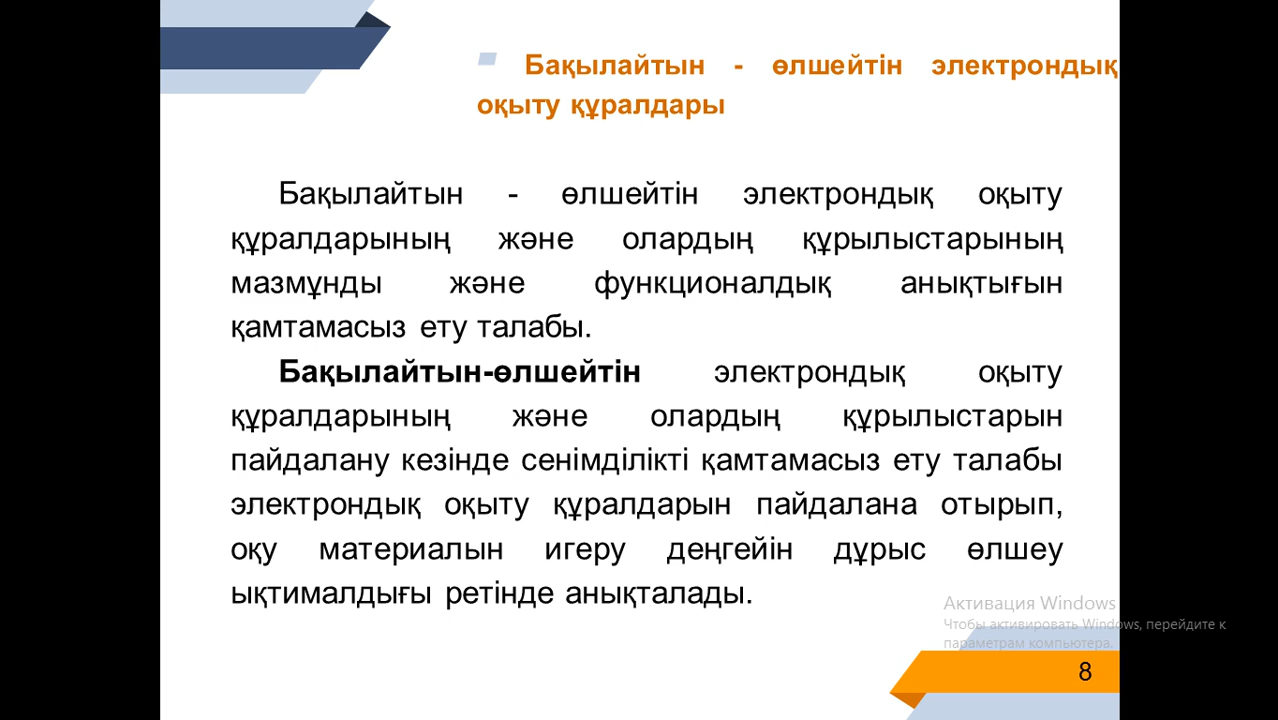 Бақылайтын - өлшейтін электрондық
оқыту құралдары
Бақылайтын - өлшейтін электрондық оқыту
құралдарының және олардың құрылыстарының
мазмұнды және функционалдық анықтығын
қамтамасыз ету талабы.
Бақылайтын-өлшейтін электрондық оқыту
құралдарының және олардың құрылыстарын
пайдалану кезінде сенімділікті қамтамасыз ету талабы
электрондық оқыту құралдарын пайдалана отырып,
оқу материалын игеру деңгейін дұрыс өлшеу
ықтималдығы ретінде анықталады.
Активация Windows
Чтобы активировать Windows, перейдите к
параметрам компьютера.
8